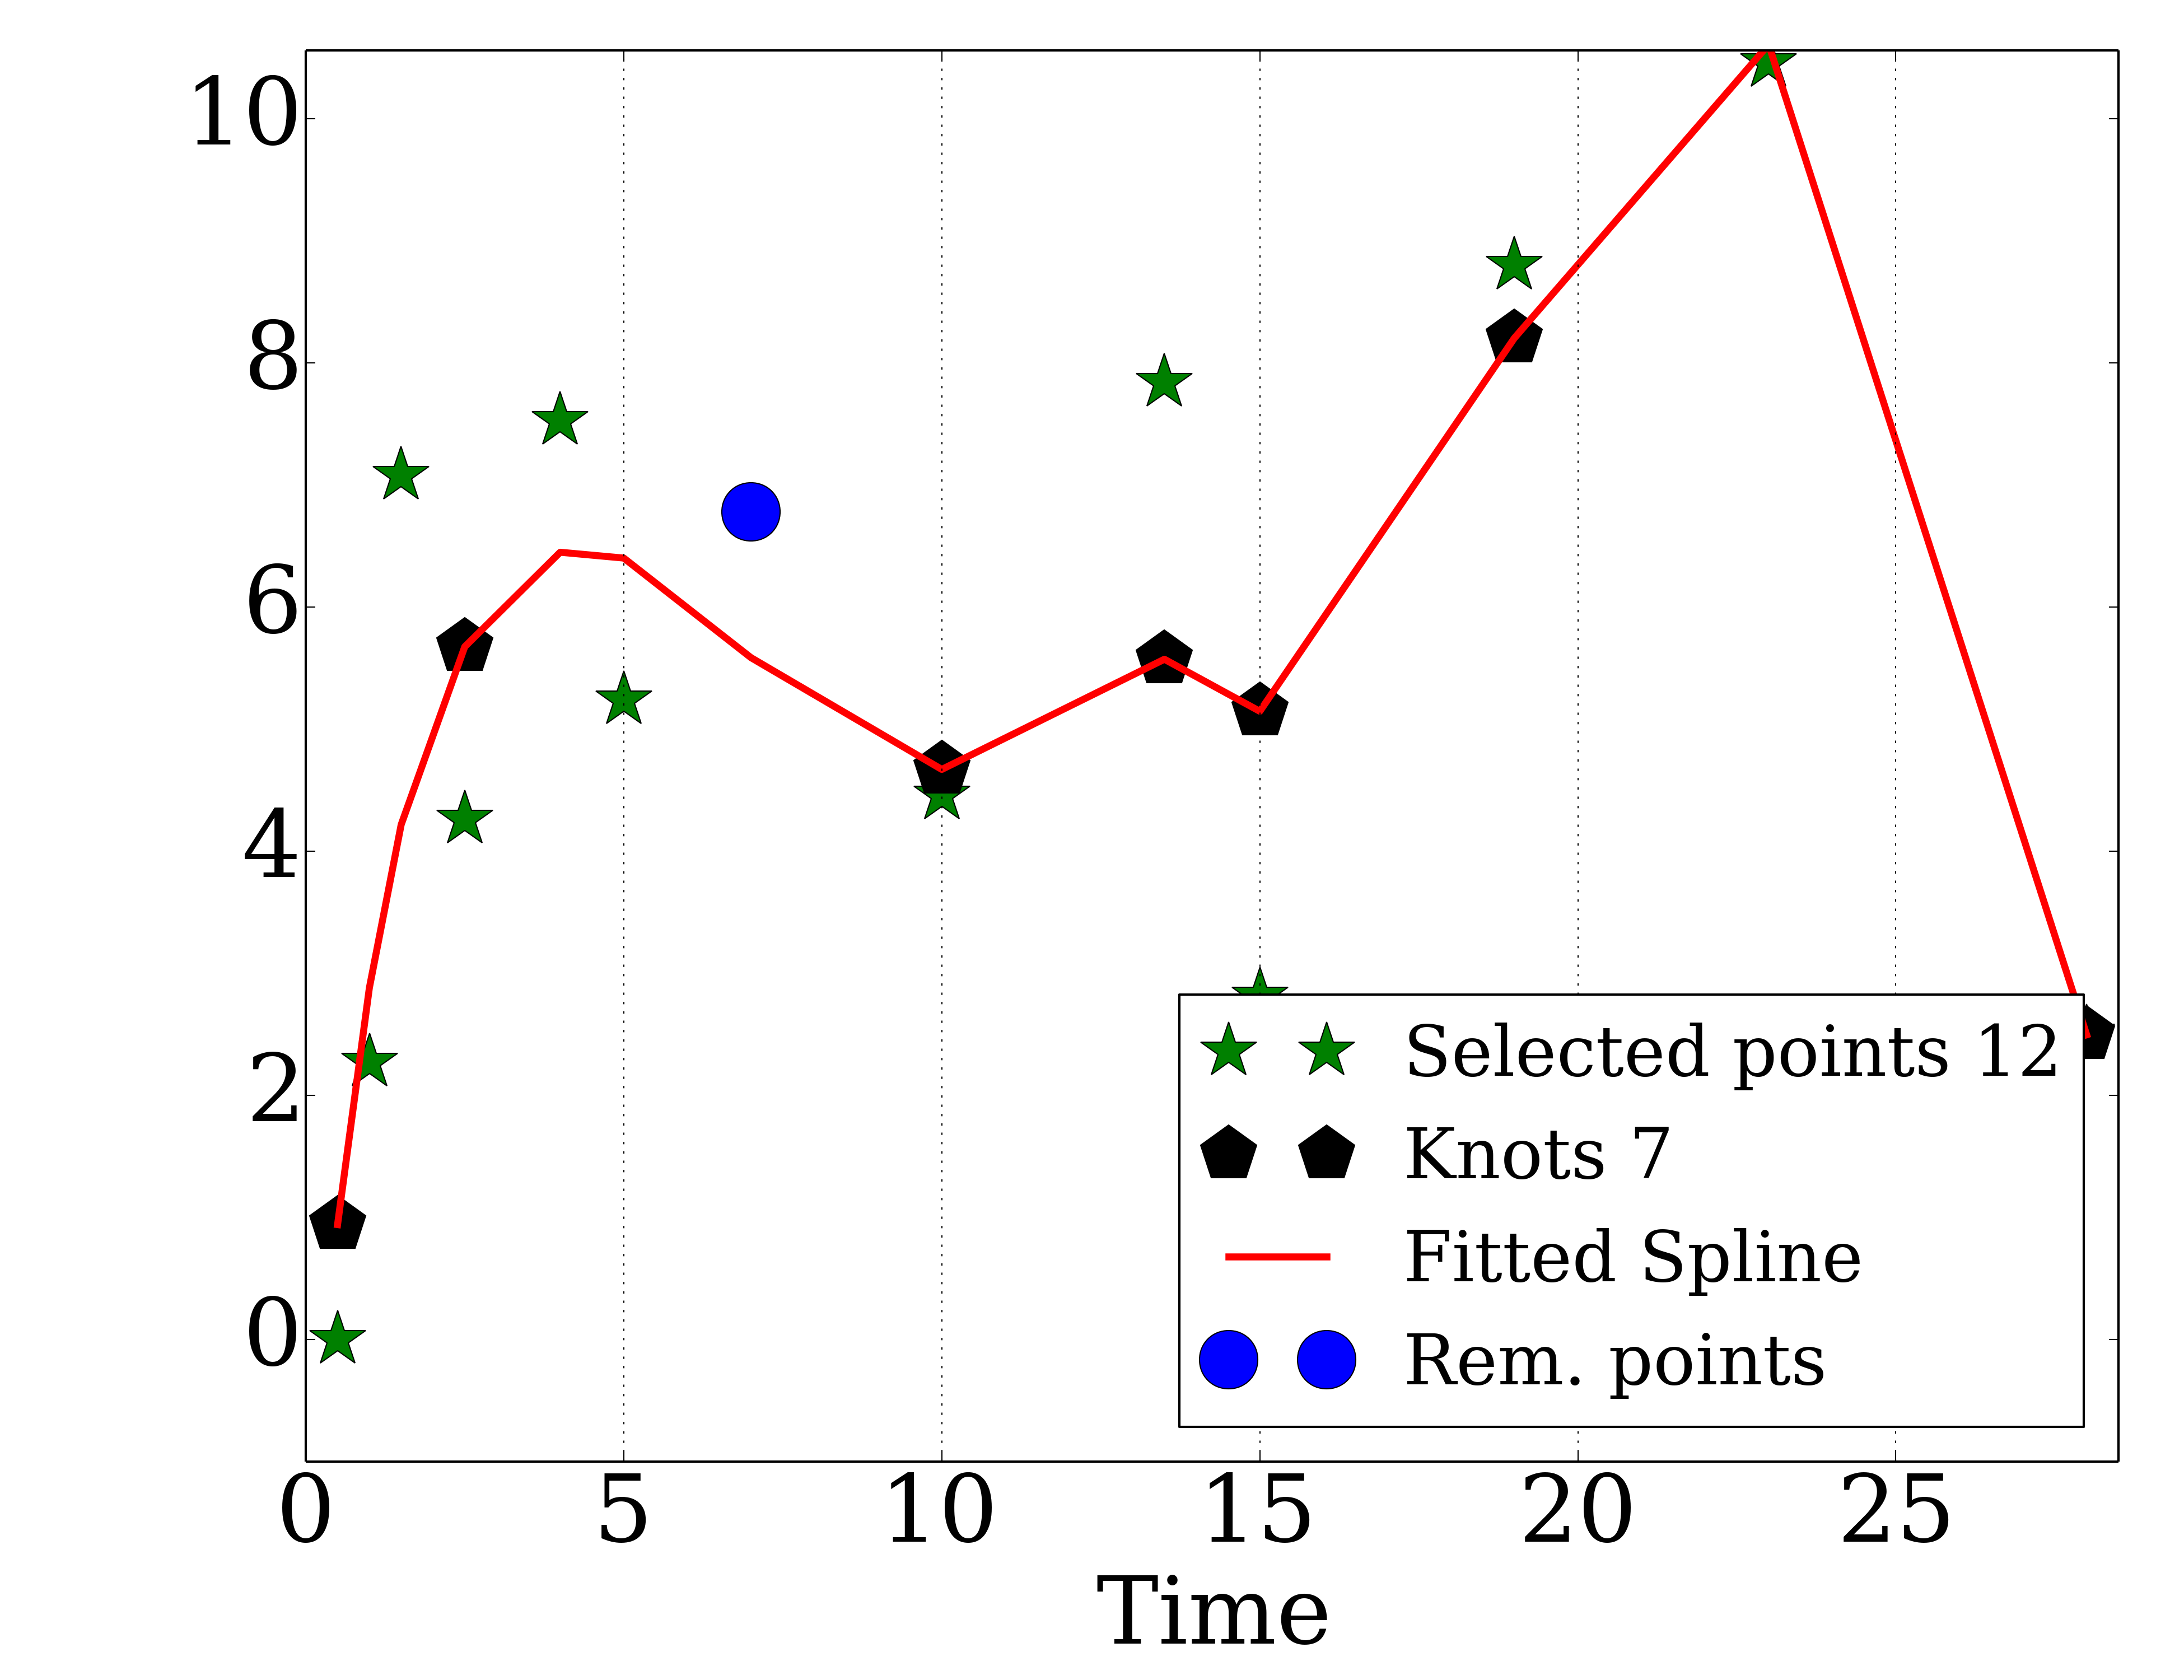 10
8
6
4
2
0
Selected points 12
Knots 7
Fitted Spline
Rem. points
0 5 10 15 20 25
Time